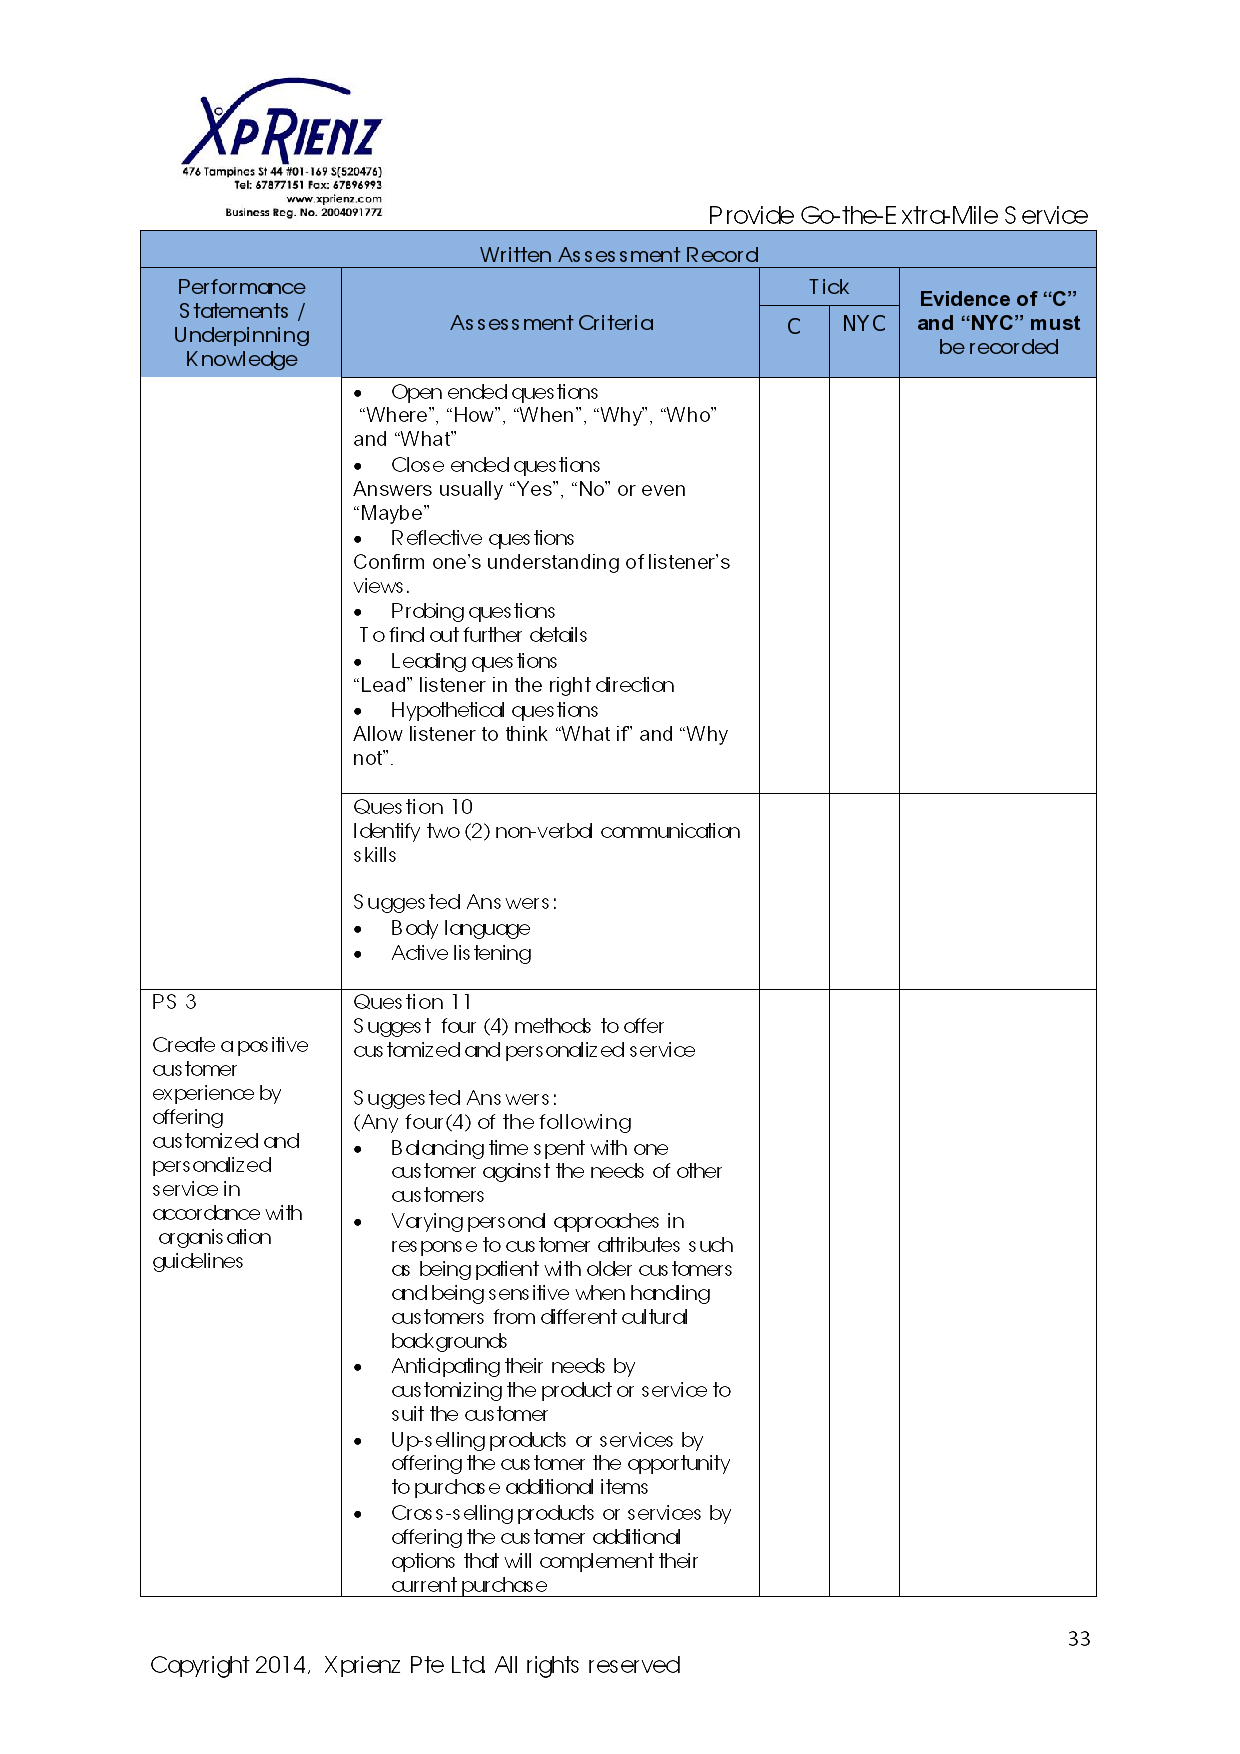 XPRIENZ
476 Tampines St 44 #01-169 S(520476)
Tel: 67877151 Fax: 67896993
www.xprienz.com
Business Reg. No. 200409177Z
Provide Go-the-Extra-Mile Service
Written Assessment Record
Performance
Statements /
Underpinning
Knowledge
Assessment Criteria
Tick
C
NYC
Evidence of “C”
and “NYC” must
be recorded
• Open ended questions
“Where”, “How”, “When”, “Why”, “Who”
and “What”
• Close ended questions
Answers usually “Yes”, “No” or even
“Maybe”
• Reflective questions
Confirm one’s understanding of listener’s
views.
• Probing questions
To find out further details
• Leading questions
“Lead” listener in the right direction
• Hypothetical questions
Allow listener to think “What if” and “Why
not”.
Question 10
Identify two (2) non-verbal communication
skills
Suggested Answers:
• Body language
• Active listening
PS 3
Create a positive
customer
experience by
offering
customized and
personalized
service in
accordance with
organisation
guidelines
Question 11
Suggest four (4) methods to offer
customized and personalized service
Suggested Answers:
(Any four(4) of the following
• Balancing time spent with one
customer against the needs of other
customers
• Varying personal approaches in
response to customer attributes such
as being patient with older customers
and being sensitive when handling
customers from different cultural
backgrounds
• Anticipating their needs by
customizing the product or service to
suit the customer
• Up-selling products or services by
offering the customer the opportunity
to purchase additional items
• Cross-selling products or services by
offering the customer additional
options that will complement their
current purchase
33
Copyright 2014, Xprienz Pte Ltd. All rights reserved